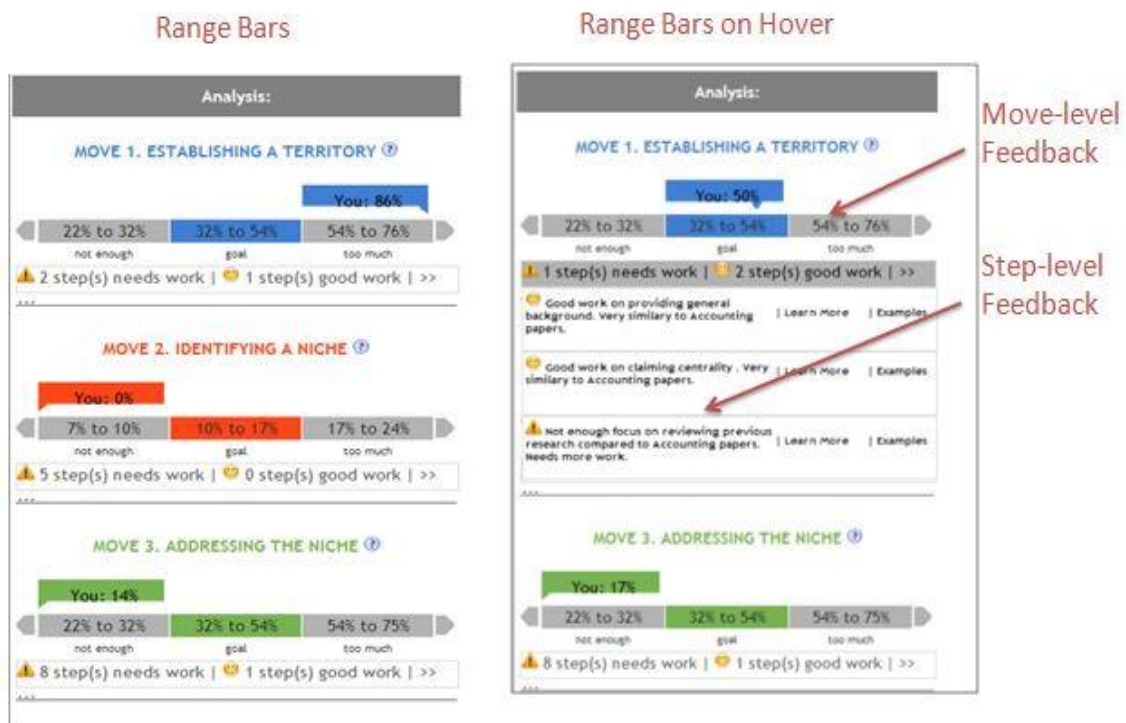 Range Bars
Analysis:
MOVE 1. ESTABLISHING A TERRITORY ?
You: 86%
22% to 32% 32% to 54% 54% to 76%
not enough goal too much
2 step(s) needs work | 1 step(s) good work | >>
...
MOVE 2. IDENTIFYING A NICHE ?
You: 0%
7% to 10% 10% to 17% 17% to 24%
not enough goal too much
5 step(s) needs work | 0 step(s) good work | >>
...
MOVE 3. ADDRESSING THE NICHE ?
You: 14%
22% to 32% 32% to 54% 54% to 75%
not enough goal too much
8 step(s) needs work | 1 step(s) good work | >>
...
Range Bars on Hover
Analysis:
MOVE 1. ESTABLISHING A TERRITORY ?
You: 50%
22% to 32% 32% to 54% 54% to 76%
not enough goal too much
1 step(s) needs work | 2 step(s) good work | >>
Good work on providing general
background. Very similary to Accounting | Learn More | Examples
papers.
Good work on claiming centrality . Very | Learn More | Examples
similary to Accounting papers.
Not enough focus on reviewing previous
research compared to Accounting papers. | Learn More | Examples
Needs more work.
...
MOVE 3. ADDRESSING THE NICHE ?
You: 17%
22% to 32% 32% to 54% 54% to 75%
not enough goal too much
8 step(s) needs work | 1 step(s) good work | >>
...
Move-level
Feedback
Step-level
Feedback